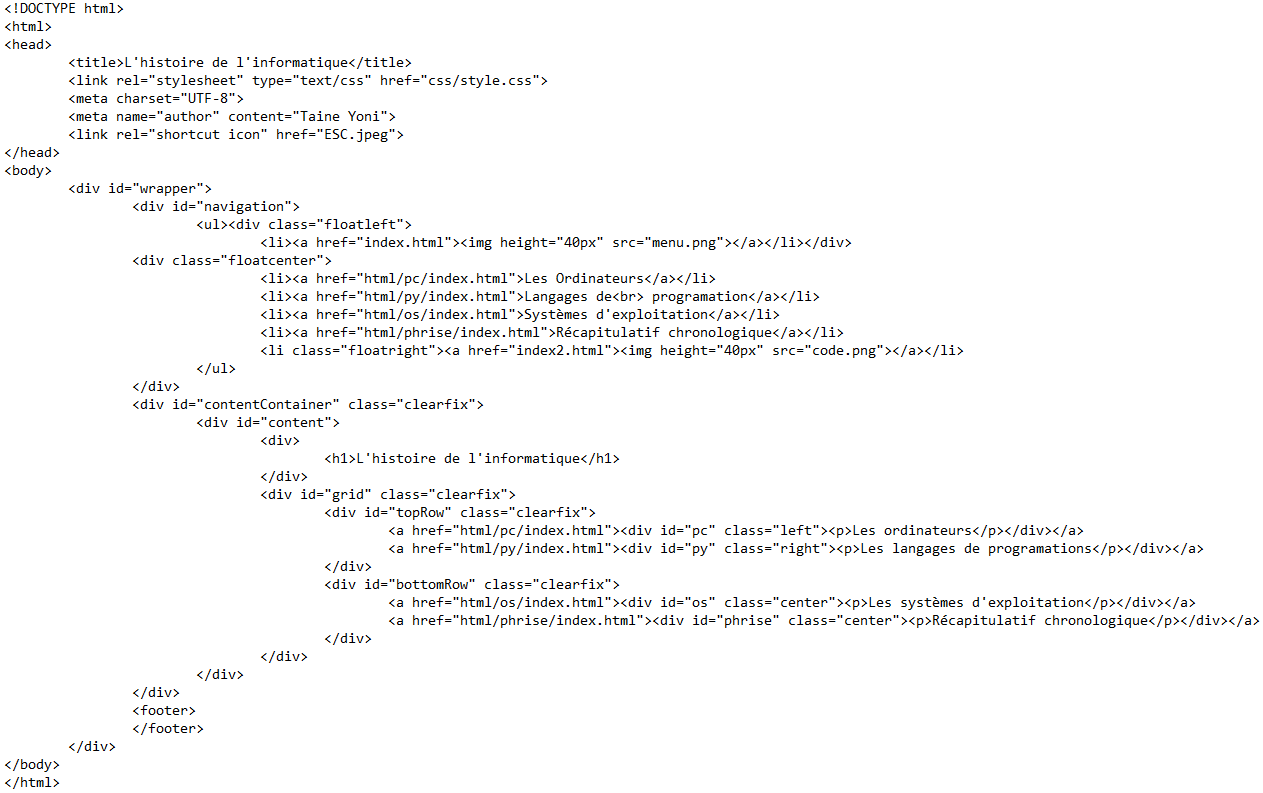 <!DOCTYPE html>
<html>
<head>
	<title>L'histoire de l'informatique</title>
	<link rel="stylesheet" type="text/css" href="css/style.css">
	<meta charset="UTF-8">
	<meta name="author" content="Taine Yoni">
	<link rel="shortcut icon" href="ESC.jpeg">
</head>
<body>
	<div id="wrapper">
		<div id="navigation">
			<ul><div class="floatleft">
				<li><a href="index.html"><img height="40px" src="menu.png"></a></li></div>
		<div class="floatcenter">
				<li><a href="html/pc/index.html">Les Ordinateurs</a></li>
				<li><a href="html/py/index.html">Langages de<br> programation</a></li>
				<li><a href="html/os/index.html">Systèmes d'exploitation</a></li>
				<li><a href="html/phrise/index.html">Récapitulatif chronologique</a></li>
				<li class="floatright"><a href="index2.html"><img height="40px" src="code.png"></a></li>
			</ul>
		</div>
		<div id="contentContainer" class="clearfix">
			<div id="content">
				<div>
					<h1>L'histoire de l'informatique</h1>
				</div>
				<div id="grid" class="clearfix">
					<div id="topRow" class="clearfix">
						<a href="html/pc/index.html"><div id="pc" class="left"><p>Les ordinateurs</p></div></a>
						<a href="html/py/index.html"><div id="py" class="right"><p>Les langages de programations</p></div></a>
					</div>
					<div id="bottomRow" class="clearfix">
						<a href="html/os/index.html"><div id="os" class="center"><p>Les systèmes d'exploitation</p></div></a>
						<a href="html/phrise/index.html"><div id="phrise" class="center"><p>Récapitulatif chronologique</p></div></a>
					</div>
				</div>
			</div>
		</div>
		<footer>
		</footer>
	</div>
</body>
</html>